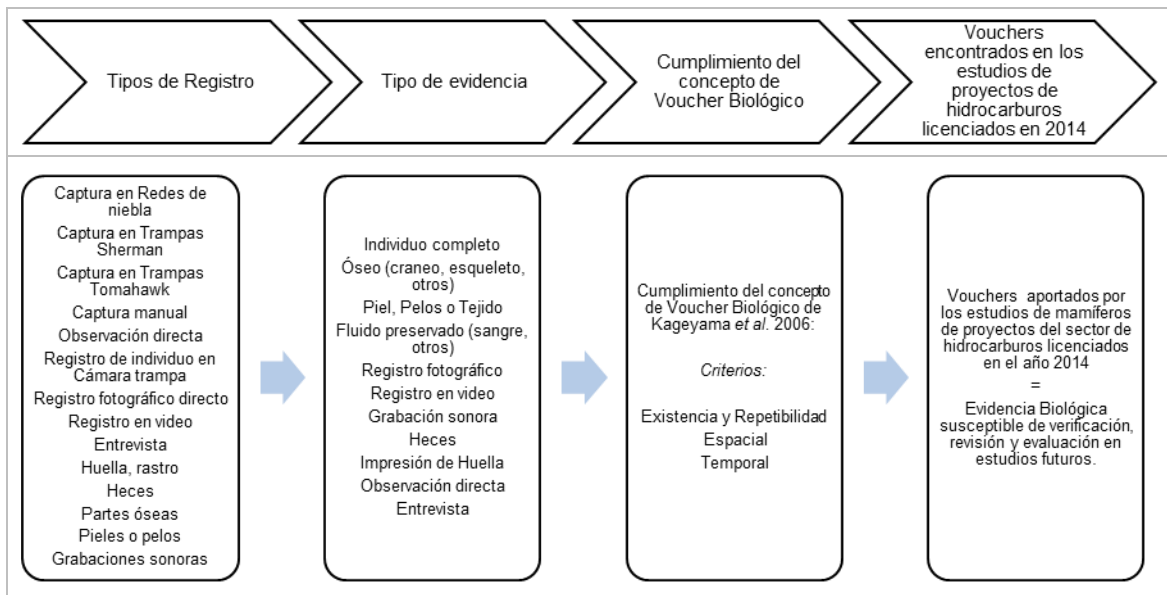 Tipos de Registro
Tipo de evidencia
Cumplimiento del
concepto de
Voucher Biológico
Vouchers
encontrados en los
estudios de
proyectos de
hidrocarburos
licenciados en 2014
Captura en Redes de
niebla
Captura en Trampas
Sherman
Captura en Trampas
Tomahawk
Captura manual
Observación directa
Registro de individuo en
Cámara trampa
Registro fotográfico directo
Registro en video
Entrevista
Huella, rastro
Heces
Partes óseas
Pieles o pelos
Grabaciones sonoras
Individuo completo
Óseo (craneo, esqueleto,
otros)
Piel, Pelos o Tejido
Fluido preservado (sangre,
otros)
Registro fotográfico
Registro en video
Grabación sonora
Heces
Impresión de Huella
Observación directa
Entrevista
Cumplimiento del concepto
de Voucher Biológico de
Kageyama et al. 2006:
Criterios:
Existencia y Repetibilidad
Espacial
Temporal
Vouchers aportados por
los estudios de mamíferos
de proyectos del sector de
hidrocarburos licenciados
en el año 2014
=
Evidencia Biológica
susceptible de verificación,
revisión y evaluación en
estudios futuros.